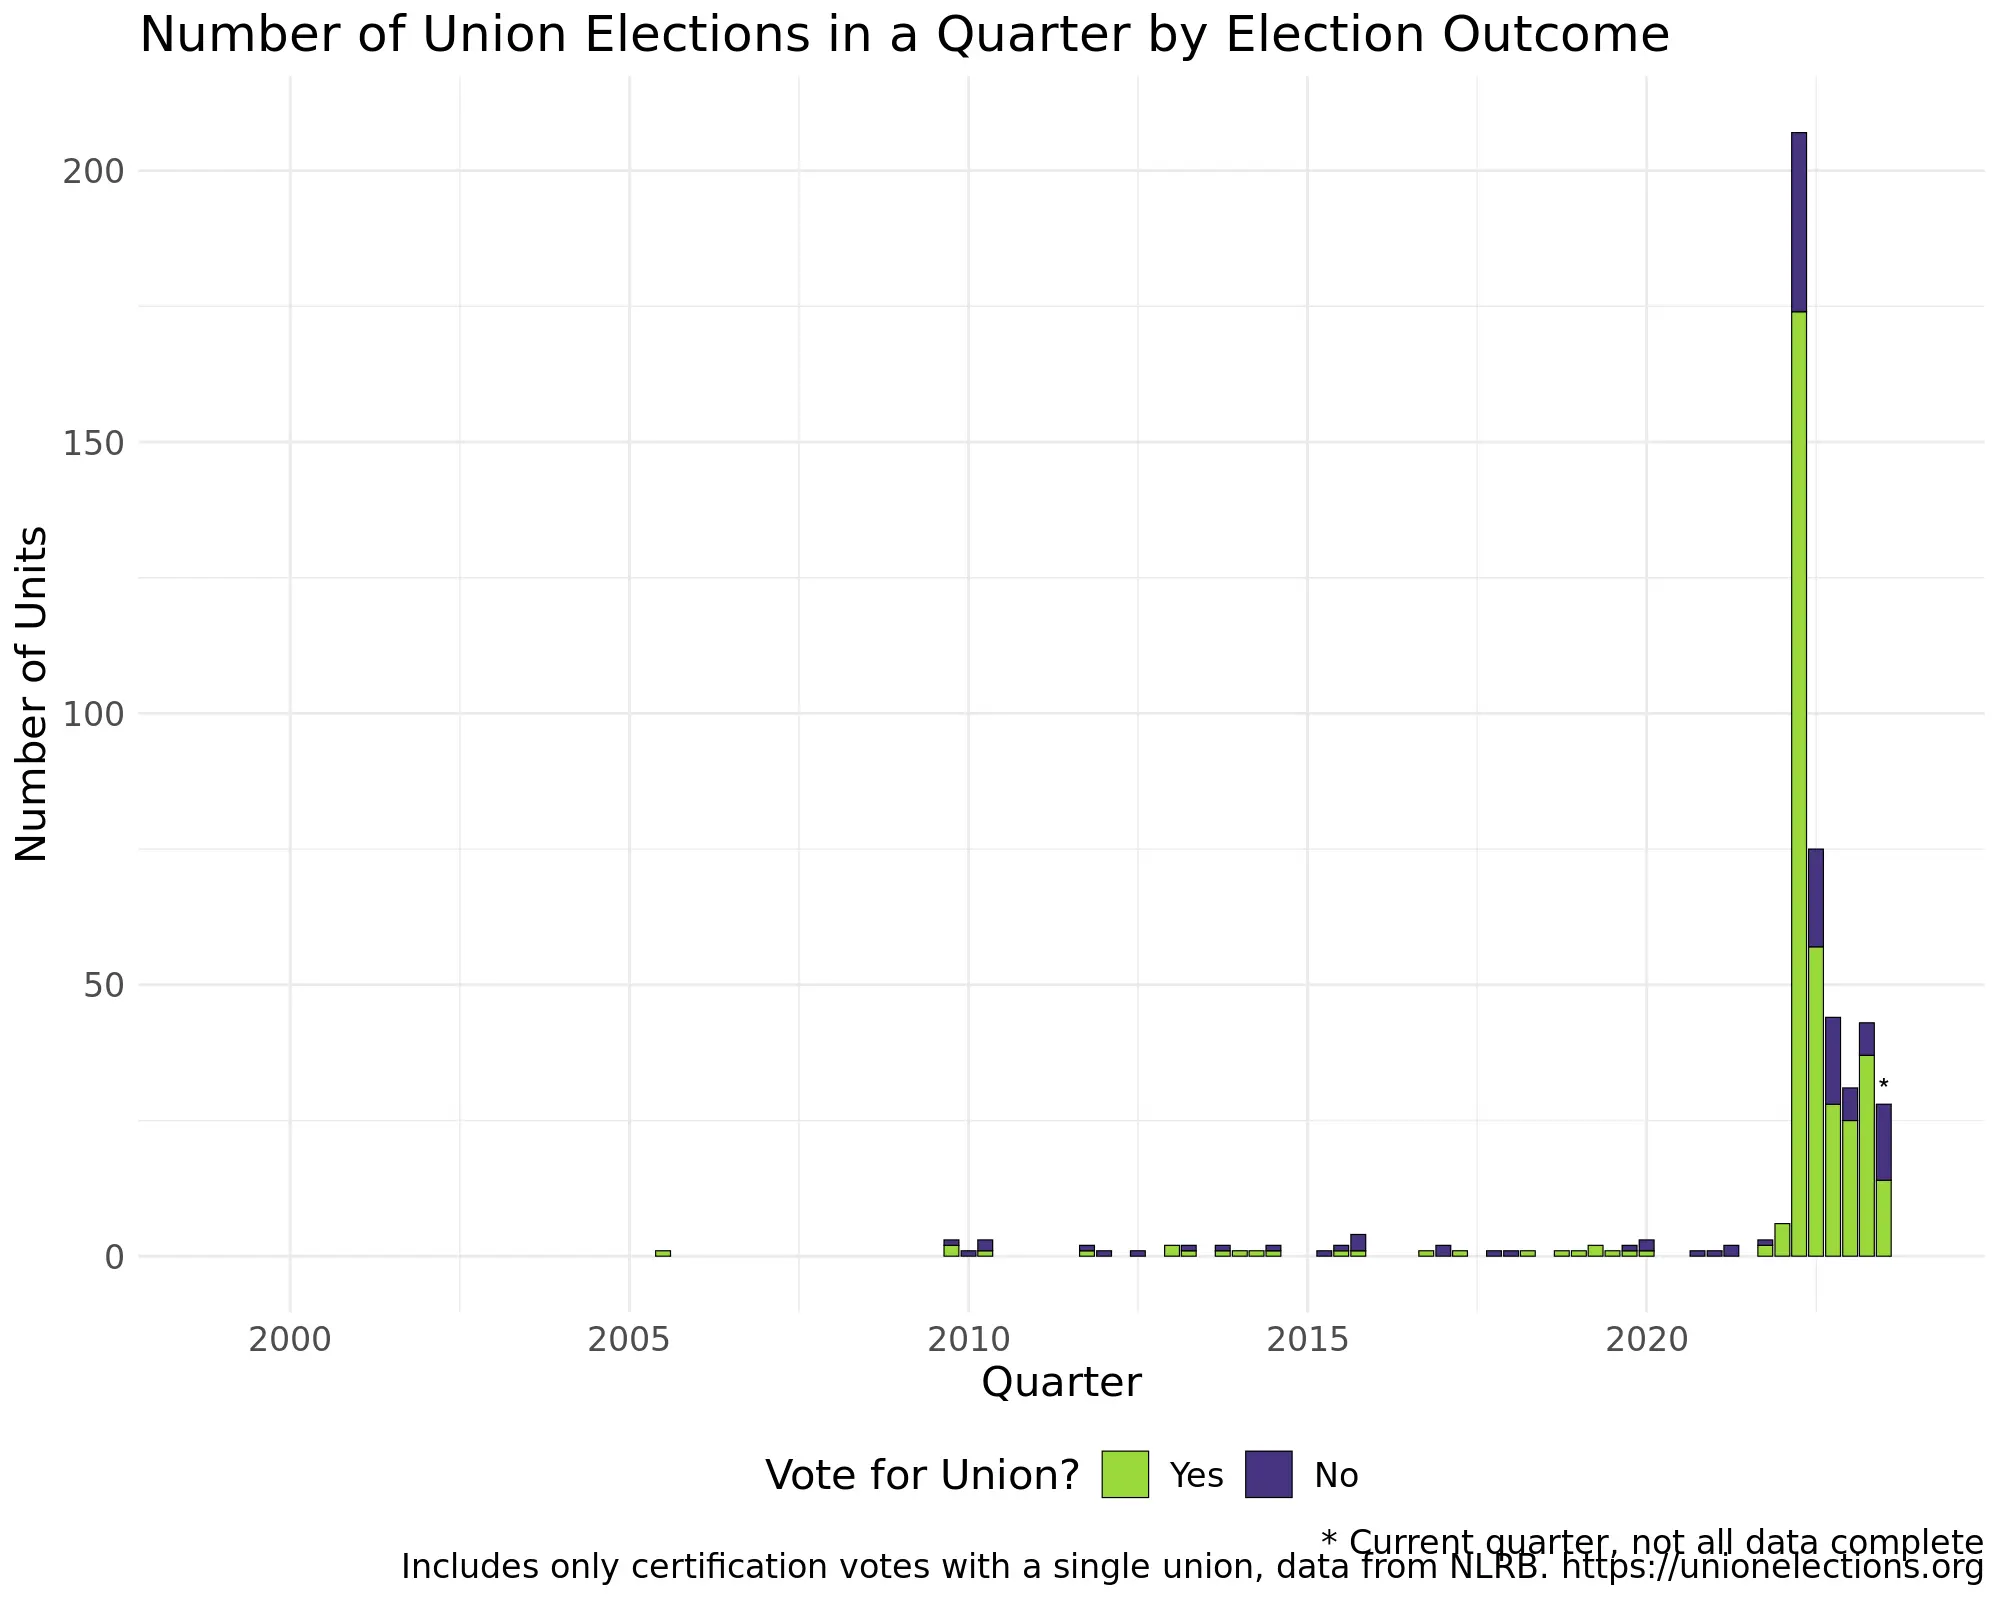 Number of Union Elections in a Quarter by Election Outcome
Number of Units
200
150
100
50
0
*
2000 2005 2010 2015 2020
Quarter
Vote for Union? Yes No
* Current quarter, not all data complete
Includes only certification votes with a single union, data from NLRB. https://unionelections.org